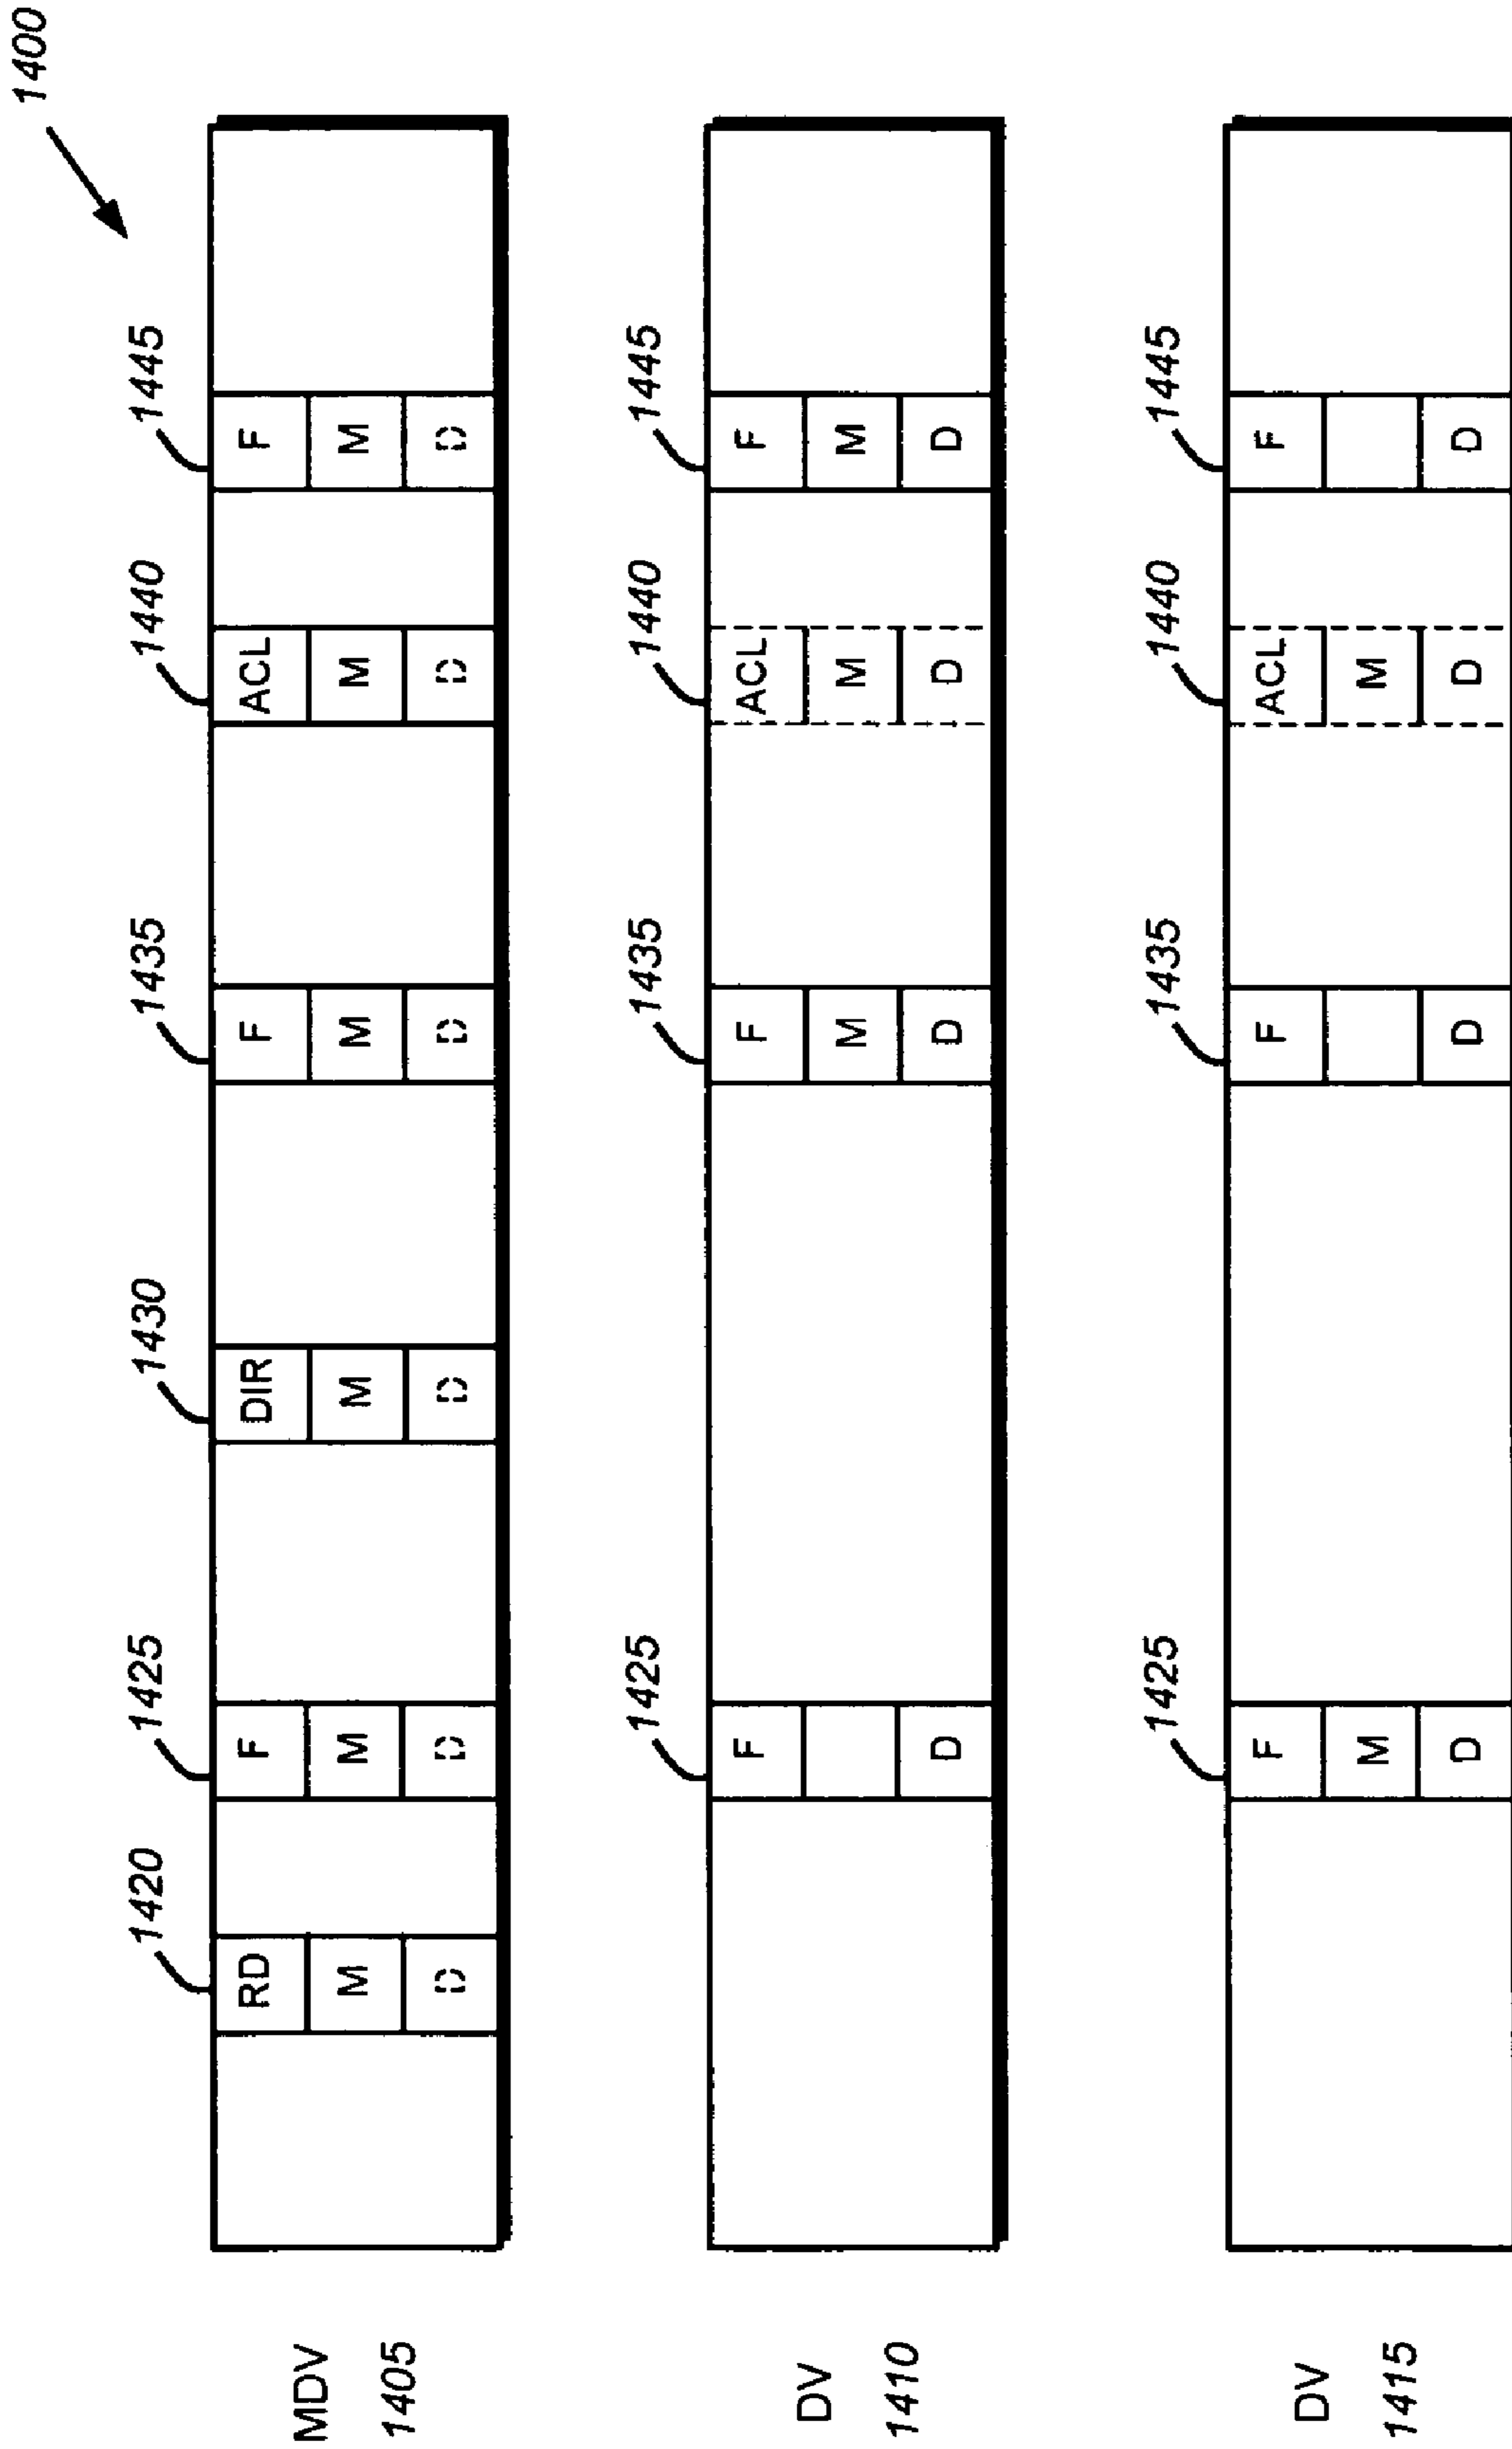 1400
1420 1425 1430 1435 1440 1445
RD F DIR F ACL F
MDV
M M M M M M
1405
D D D D D D
1425 1435 1440 1445
F F ACL F
DV
M M M
1410
D D D D
1425 1435 1440 1445
F F ACL F
DV
M M
1415
D D D D